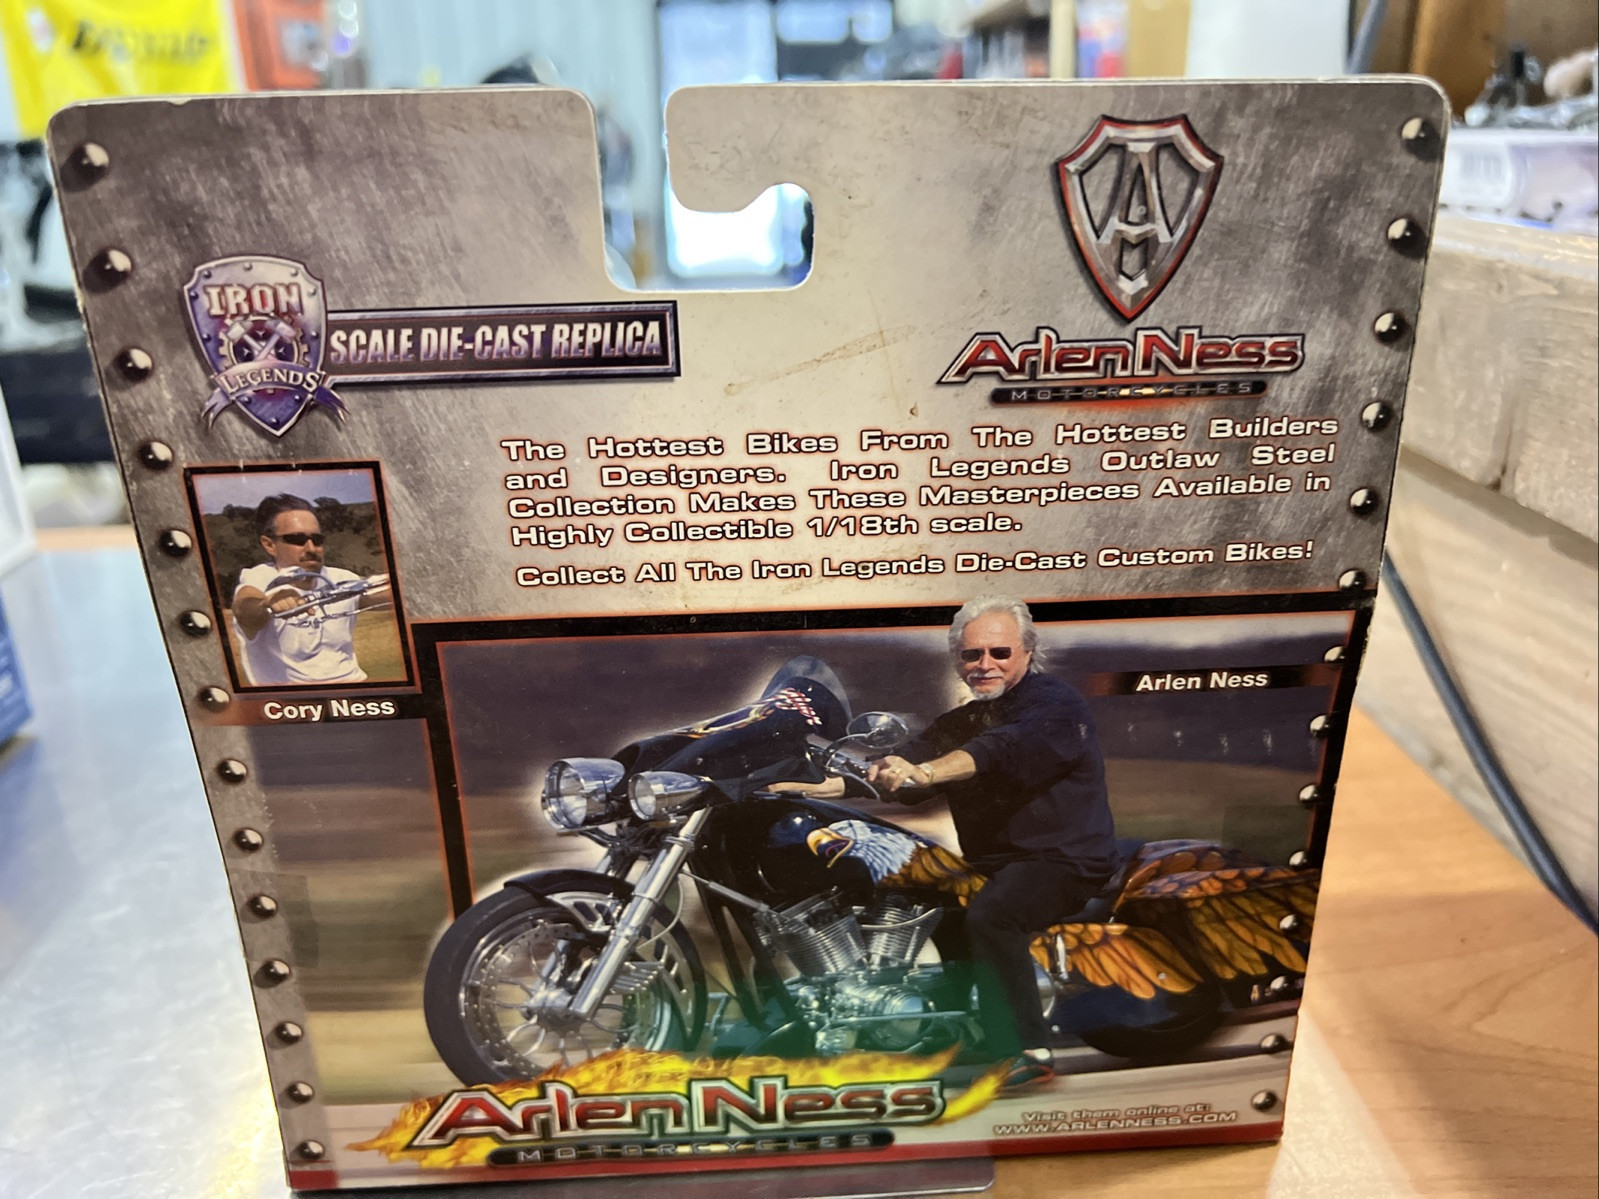 IRON
LEGENDS
SCALE DIE-CAST REPLICA
Arlen Ness
MOTORCYCLES
The Hottest Bikes From The Hottest Builders
and Designers. Iron Legends Outlaw Steel
Collection Makes These Masterpieces Available in
Highly Collectible 1/18th scale.
Collect All The Iron Legends Die-Cast Custom Bikes!
Cory Ness
Arlen Ness
Arlen Ness
MOTORCYCLES
Visit them online at:
WWW.ARLENNESS.COM